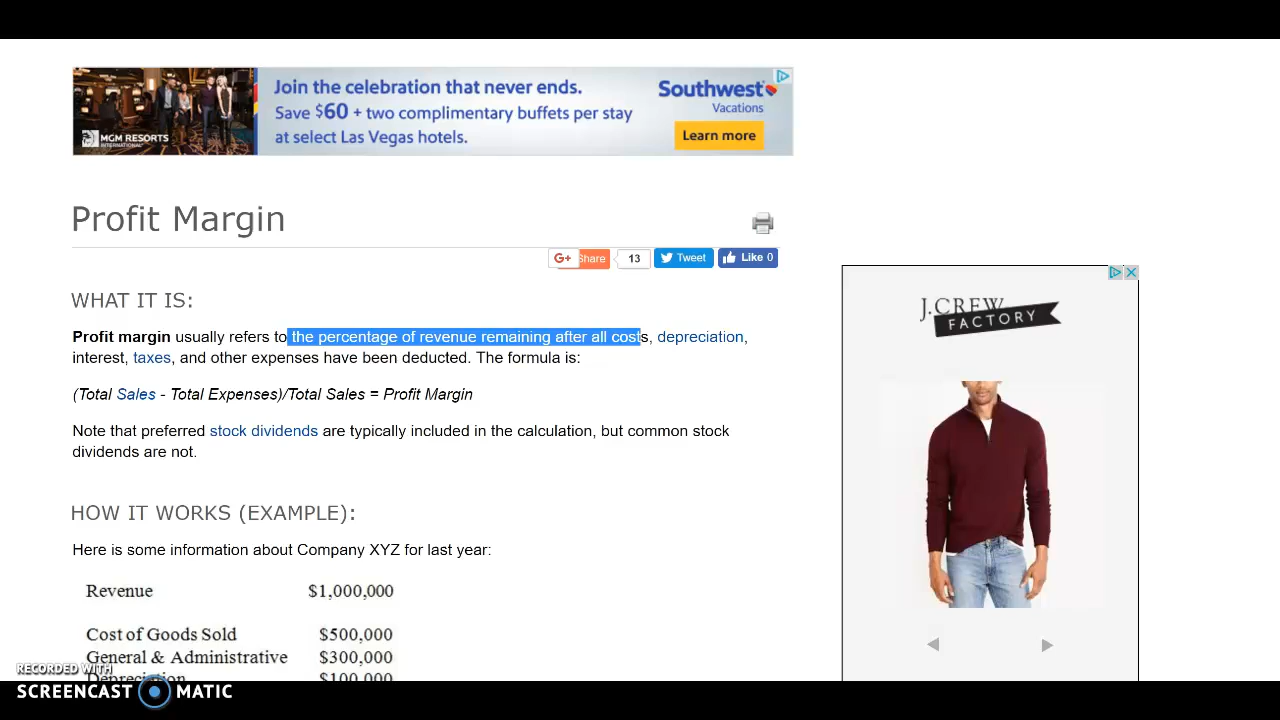 Join the celebration that never ends.
Save $60 + two complimentary buffets per stay
at select Las Vegas hotels.
MGM RESORTS
INTERNATIONAL
Southwest
Vacations
Learn more
Profit Margin
G+ Share
13
Tweet
Like 0
WHAT IT IS:
Profit margin usually refers to the percentage of revenue remaining after all costs, depreciation,
interest, taxes, and other expenses have been deducted. The formula is:
(Total Sales - Total Expenses)/Total Sales = Profit Margin
Note that preferred stock dividends are typically included in the calculation, but common stock
dividends are not.
HOW IT WORKS (EXAMPLE):
Here is some information about Company XYZ for last year:
Revenue $1,000,000
Cost of Goods Sold $500,000
General & Administrative $300,000
Depreciation $100,000
J.CREW
FACTORY
RECORDED WITH
SCREENCAST MATIC